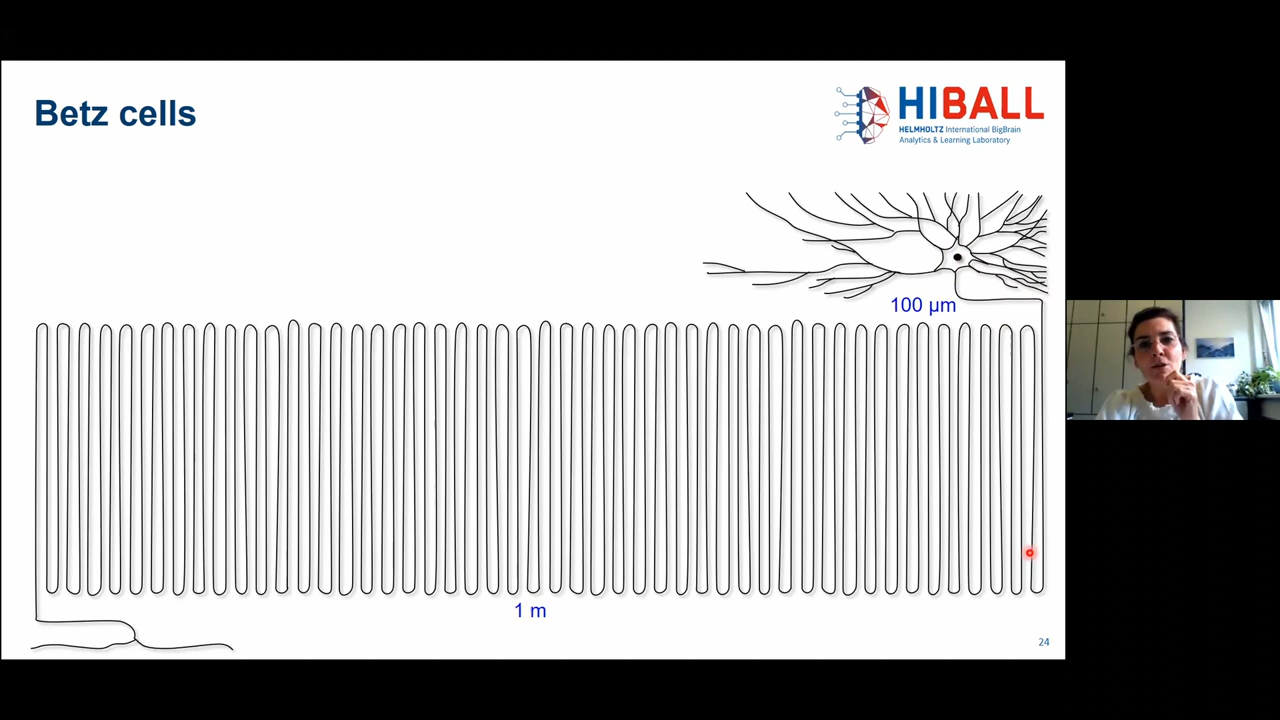 Betz cells
HIBALL
HELMHOLTZ International BigBrain
Analytics & Learning Laboratory
100 µm
1 m
24